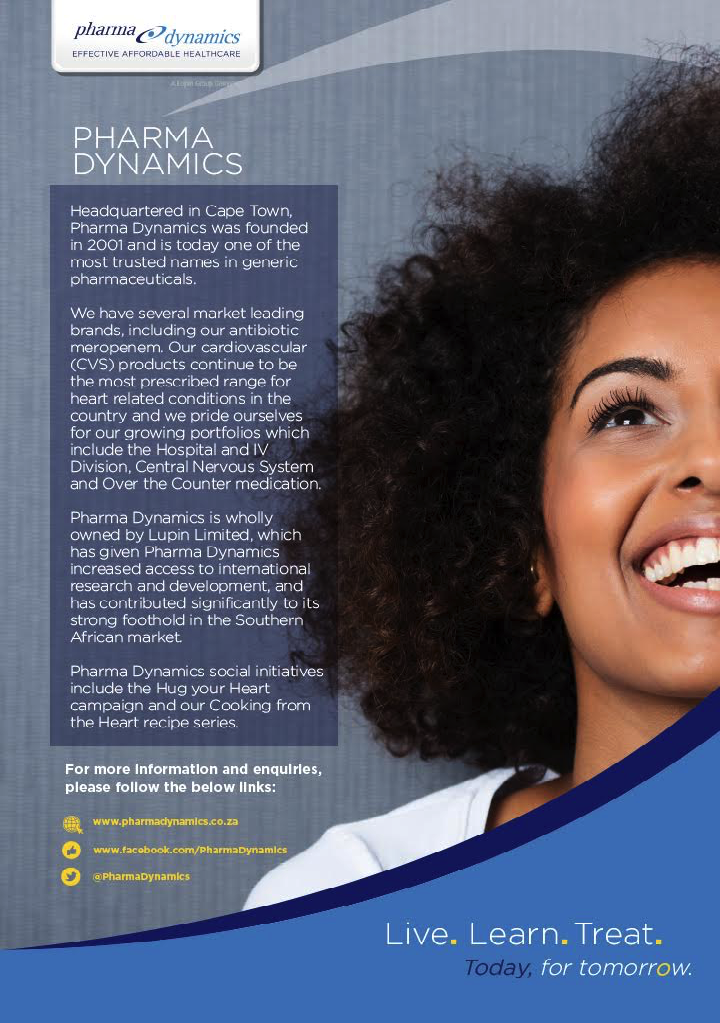 pharma dynamics
EFFECTIVE AFFORDABLE HEALTHCARE
A Lupin Group Company
PHARMA
DYNAMICS
Headquartered in Cape Town,
Pharma Dynamics was founded
in 2001 and is today one of the
most trusted names in generic
pharmaceuticals.
We have several market leading
brands, including our antibiotic
meropenem. Our cardiovascular
(CVS) products continue to be
the most prescribed range for
heart related conditions in the
country and we pride ourselves
for our growing portfolios which
include the Hospital and IV
Division, Central Nervous System
and Over the Counter medication.
Pharma Dynamics is wholly
owned by Lupin Limited, which
has given Pharma Dynamics
increased access to international
research and development, and
has contributed significantly to its
strong foothold in the Southern
African market.
Pharma Dynamics social initiatives
include the Hug your Heart
campaign and our Cooking from
the Heart recipe series.
For more information and enquiries,
please follow the below links:
www.pharmadynamics.co.za
www.facebook.com/PharmaDynamics
@PharmaDynamics
Live. Learn. Treat.
Today, for tomorrow.